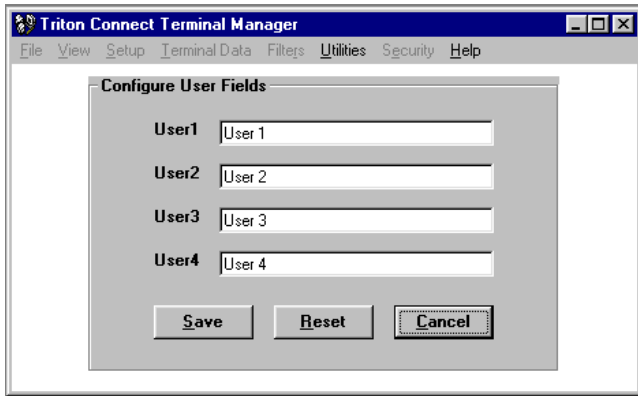 Triton Connect Terminal Manager
File View Setup Terminal Data Filters Utilities Security Help
Configure User Fields
User1 User 1
User2 User 2
User3 User 3
User4 User 4
Save Reset Cancel